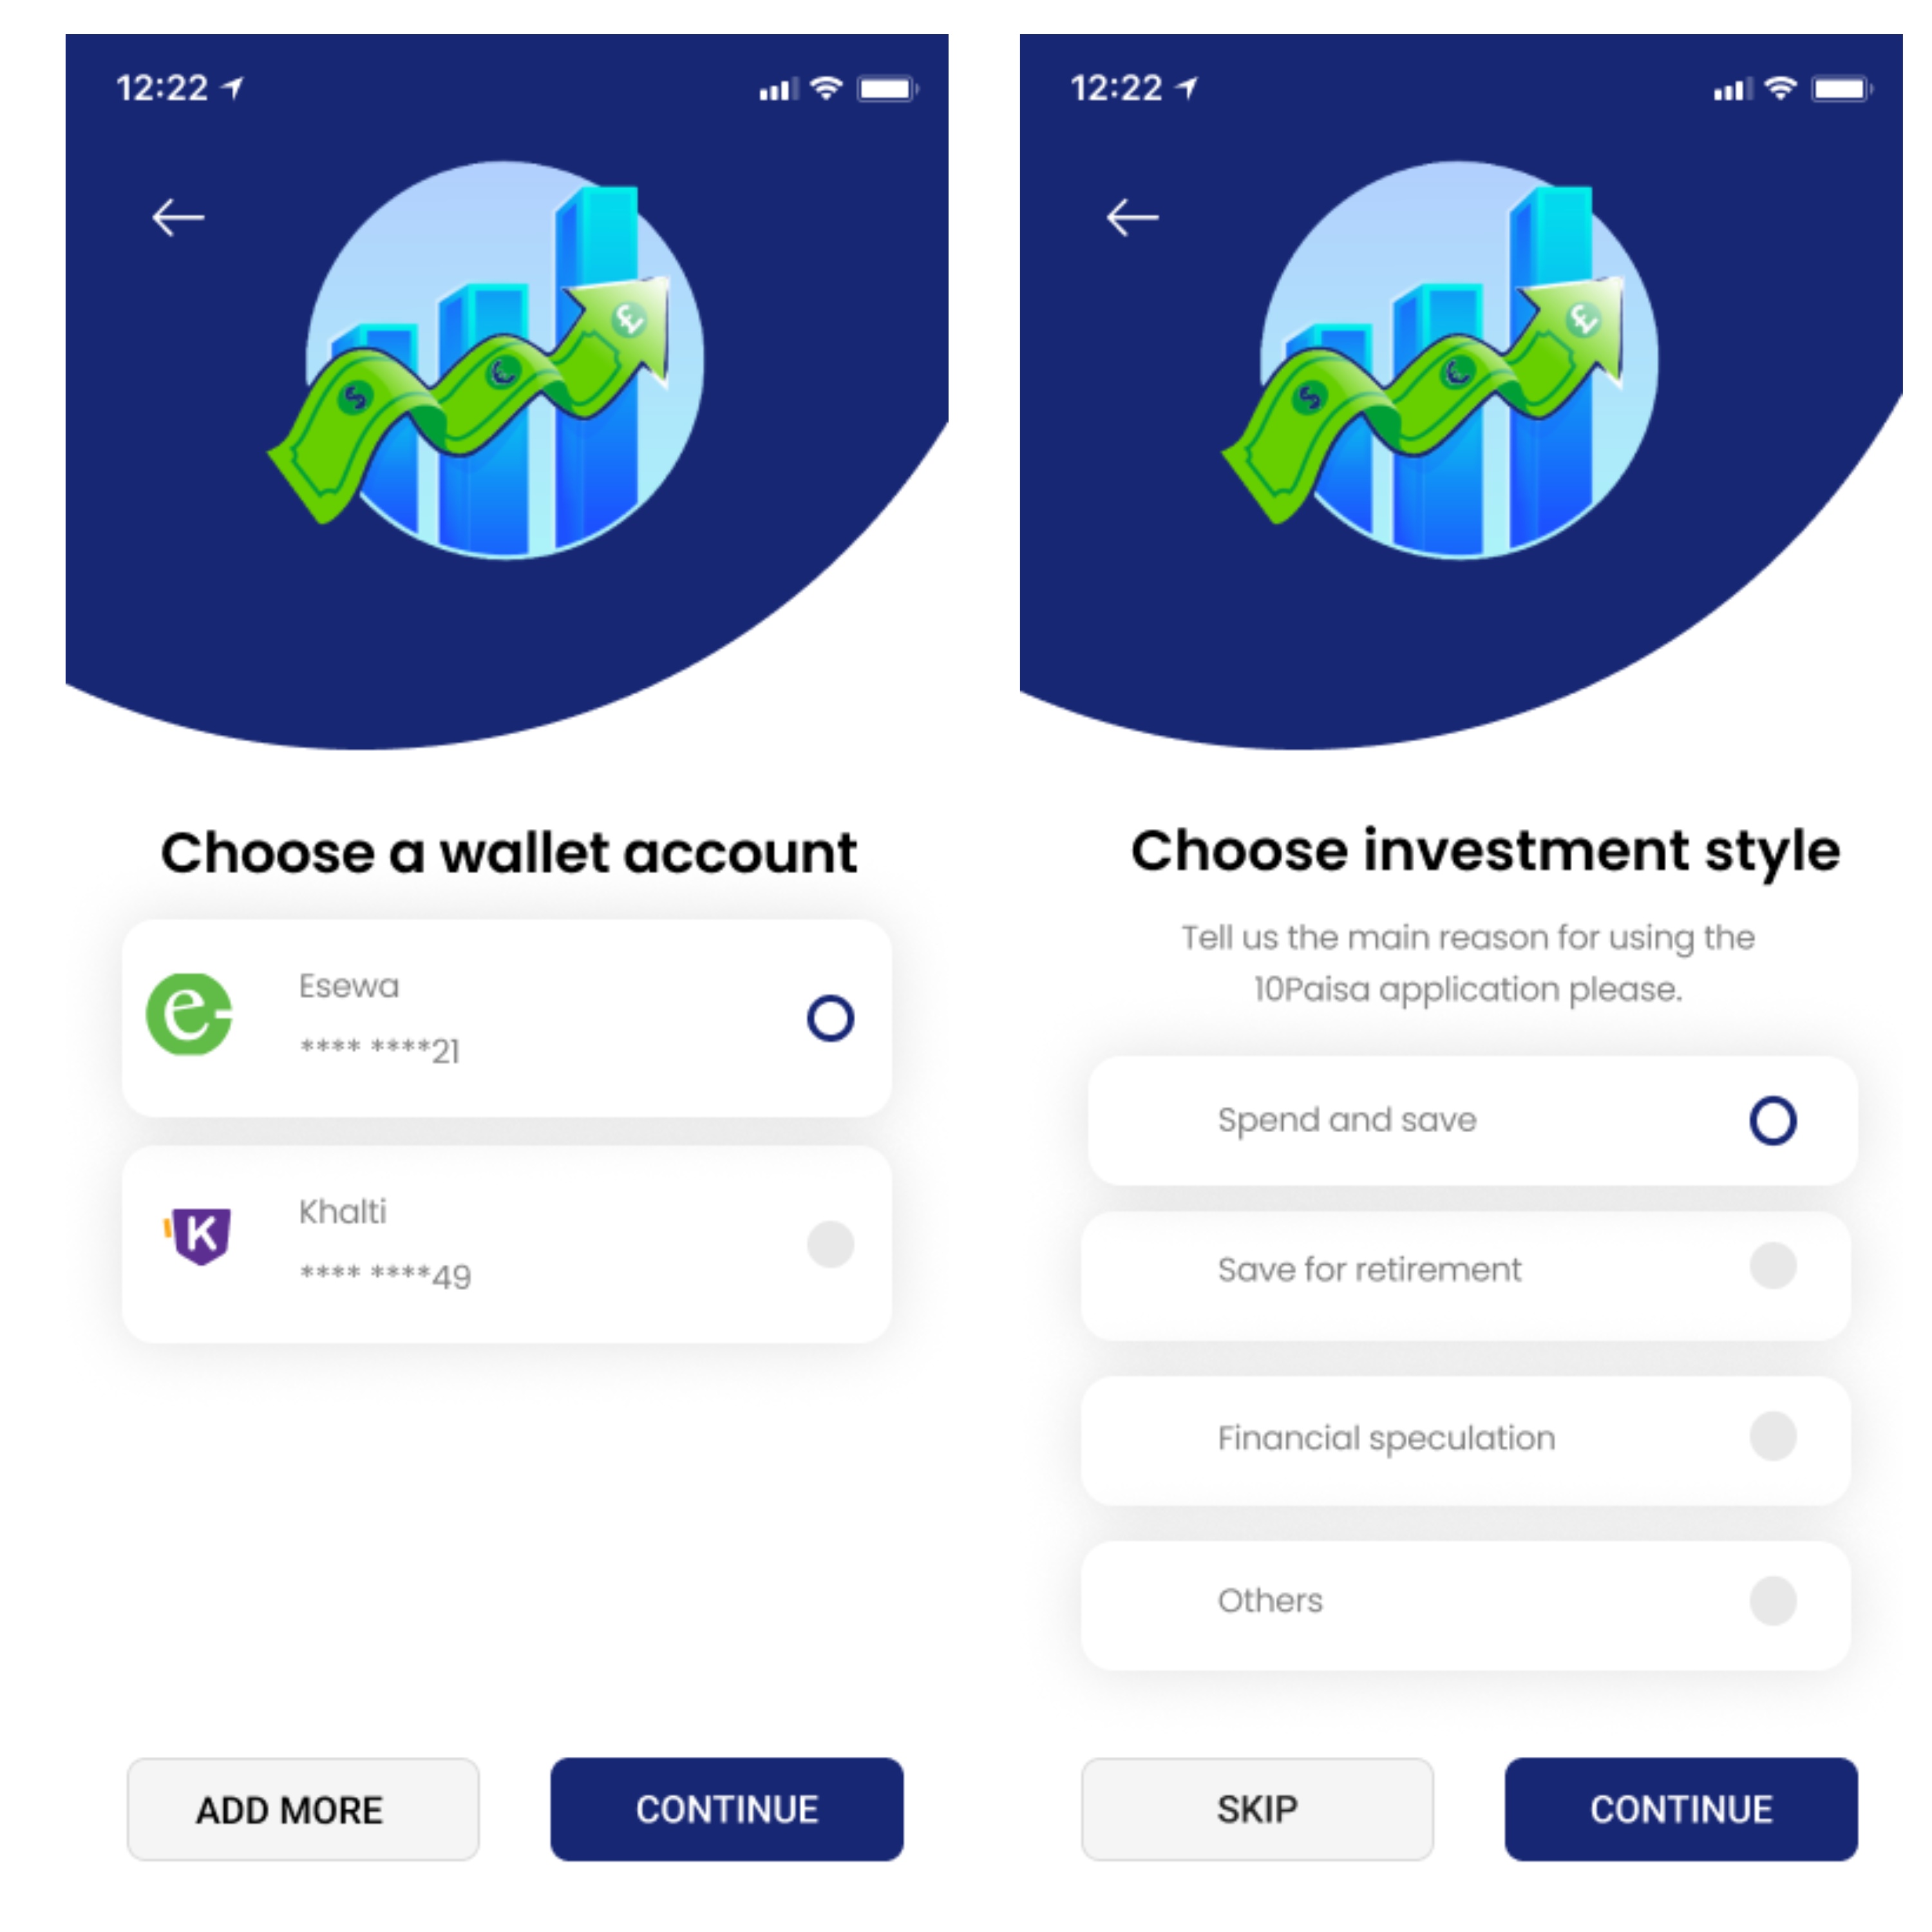 12:22
$
€
£
Choose a wallet account
e
Esewa
**** ****21
K
Khalti
**** ****49
ADD MORE
CONTINUE
12:22
$
€
£
Choose investment style
Tell us the main reason for using the
10Paisa application please.
Spend and save
Save for retirement
Financial speculation
Others
SKIP
CONTINUE